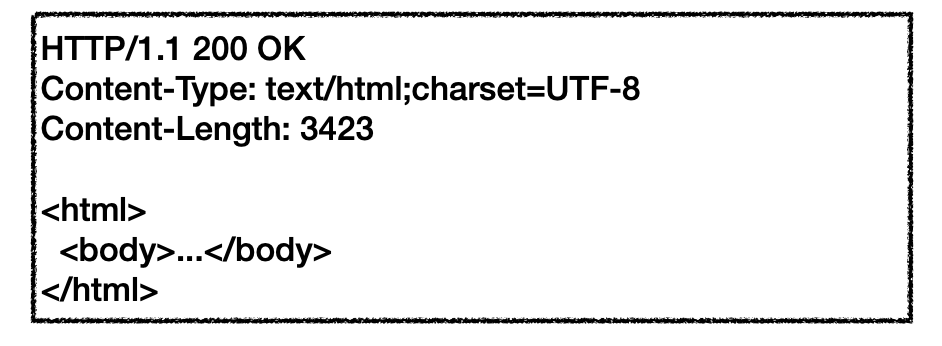 HTTP/1.1 200 OK
Content-Type: text/html;charset=UTF-8
Content-Length: 3423

<html>
  <body>...</body>
</html>